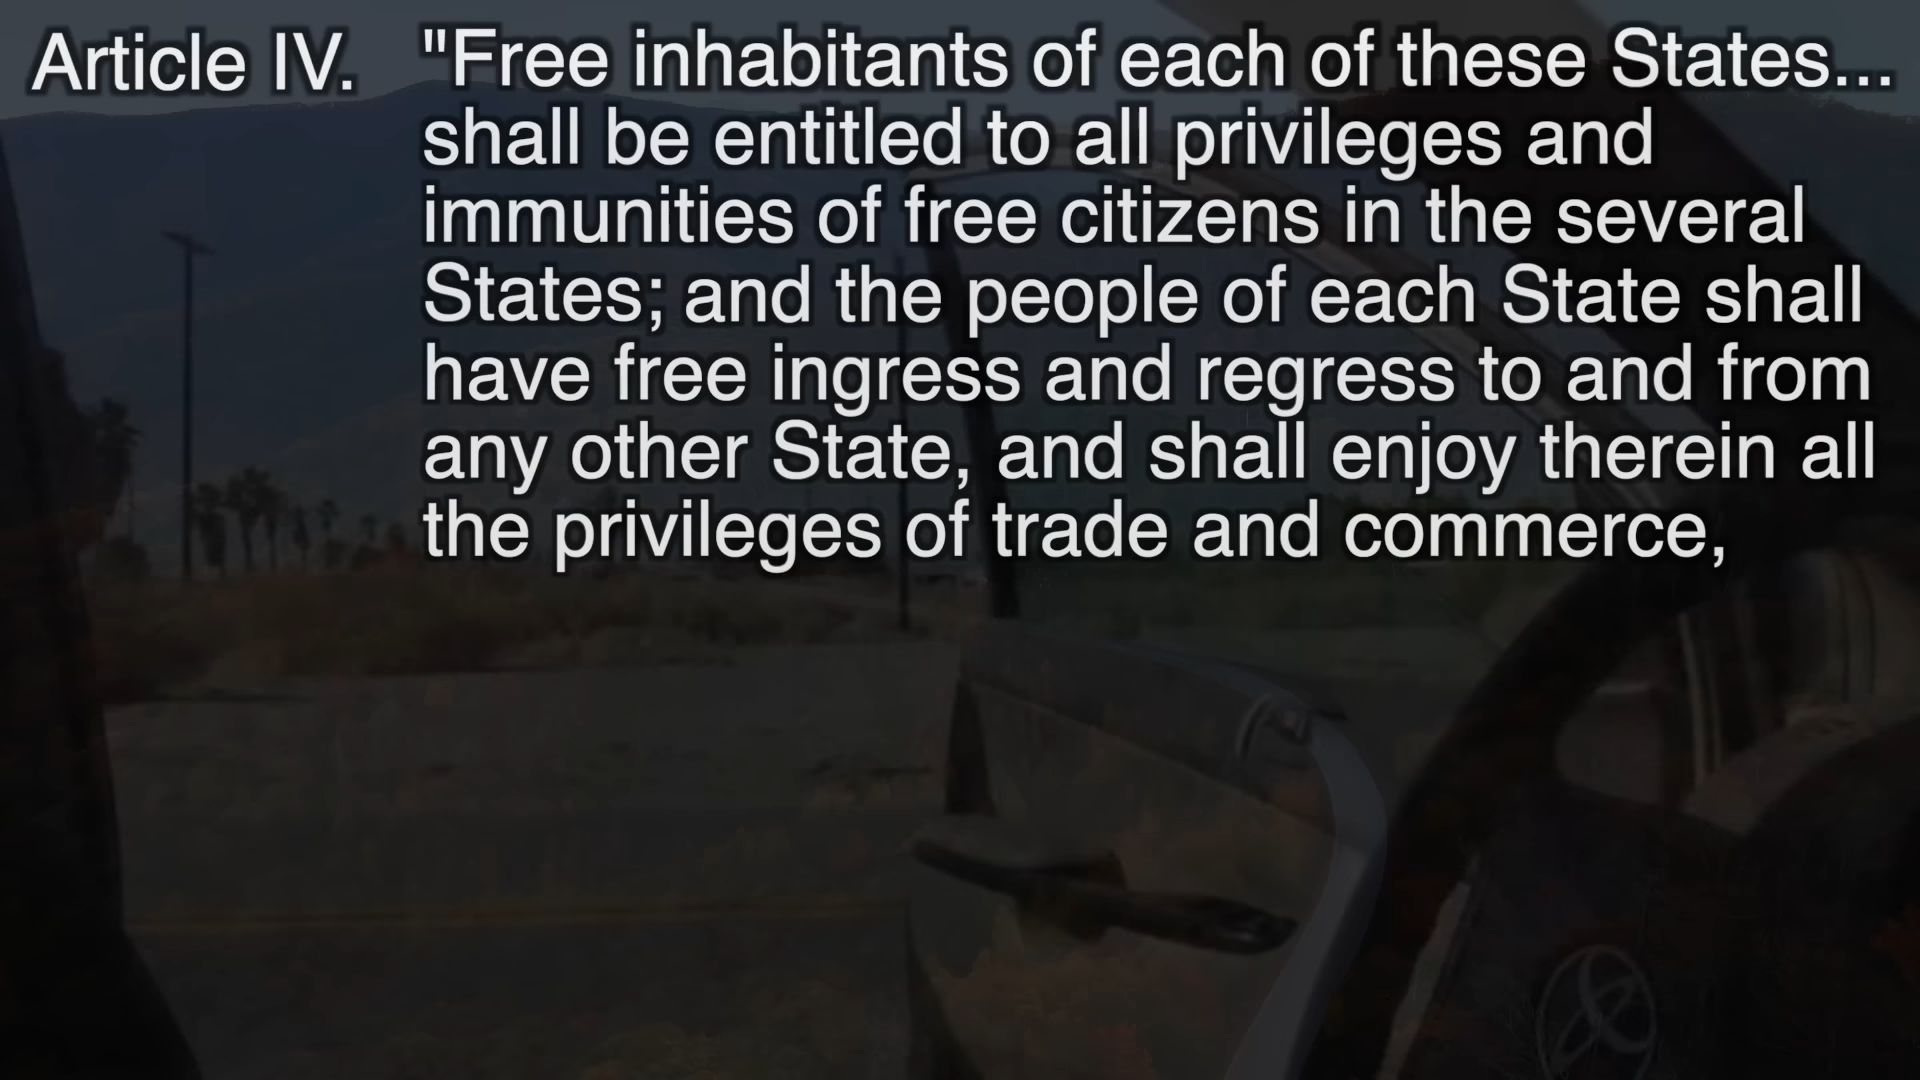 Article IV. "Free inhabitants of each of these States...
shall be entitled to all privileges and
immunities of free citizens in the several
States; and the people of each State shall
have free ingress and regress to and from
any other State, and shall enjoy therein all
the privileges of trade and commerce,